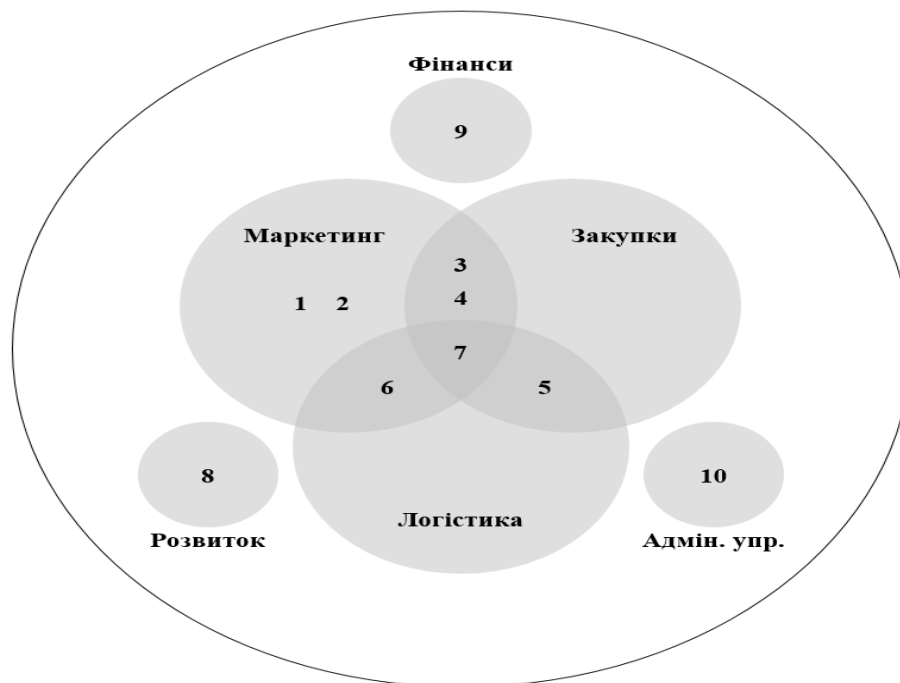 Фінанси
9
Маркетинг
Закупки
3
1 2
4
7
6
5
8
10
Логістика
Розвиток
Адмін. упр.